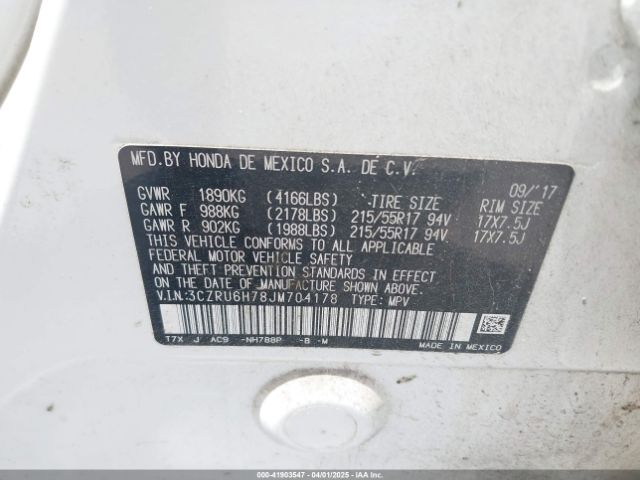 MFD.BY HONDA DE MEXICO S.A. DE C.V.
09/'17
GVWR 1890KG (4166LBS) TIRE SIZE RIM SIZE
GAWR F 988KG (2178LBS) 215/55R17 94V 17X7.5J
GAWR R 902KG (1988LBS) 215/55R17 94V 17X7.5J
THIS VEHICLE CONFORMS TO ALL APPLICABLE
FEDERAL MOTOR VEHICLE SAFETY
AND THEFT PREVENTION STANDARDS IN EFFECT
ON THE DATE OF MANUFACTURE SHOWN ABOVE.
V.I.N:3CZRU6H78JM704178 TYPE: MPV
T7X J AC9 -NH788P -B -M MADE IN MEXICO
000-41903547 - 04/01/2025 - IAAI.COM